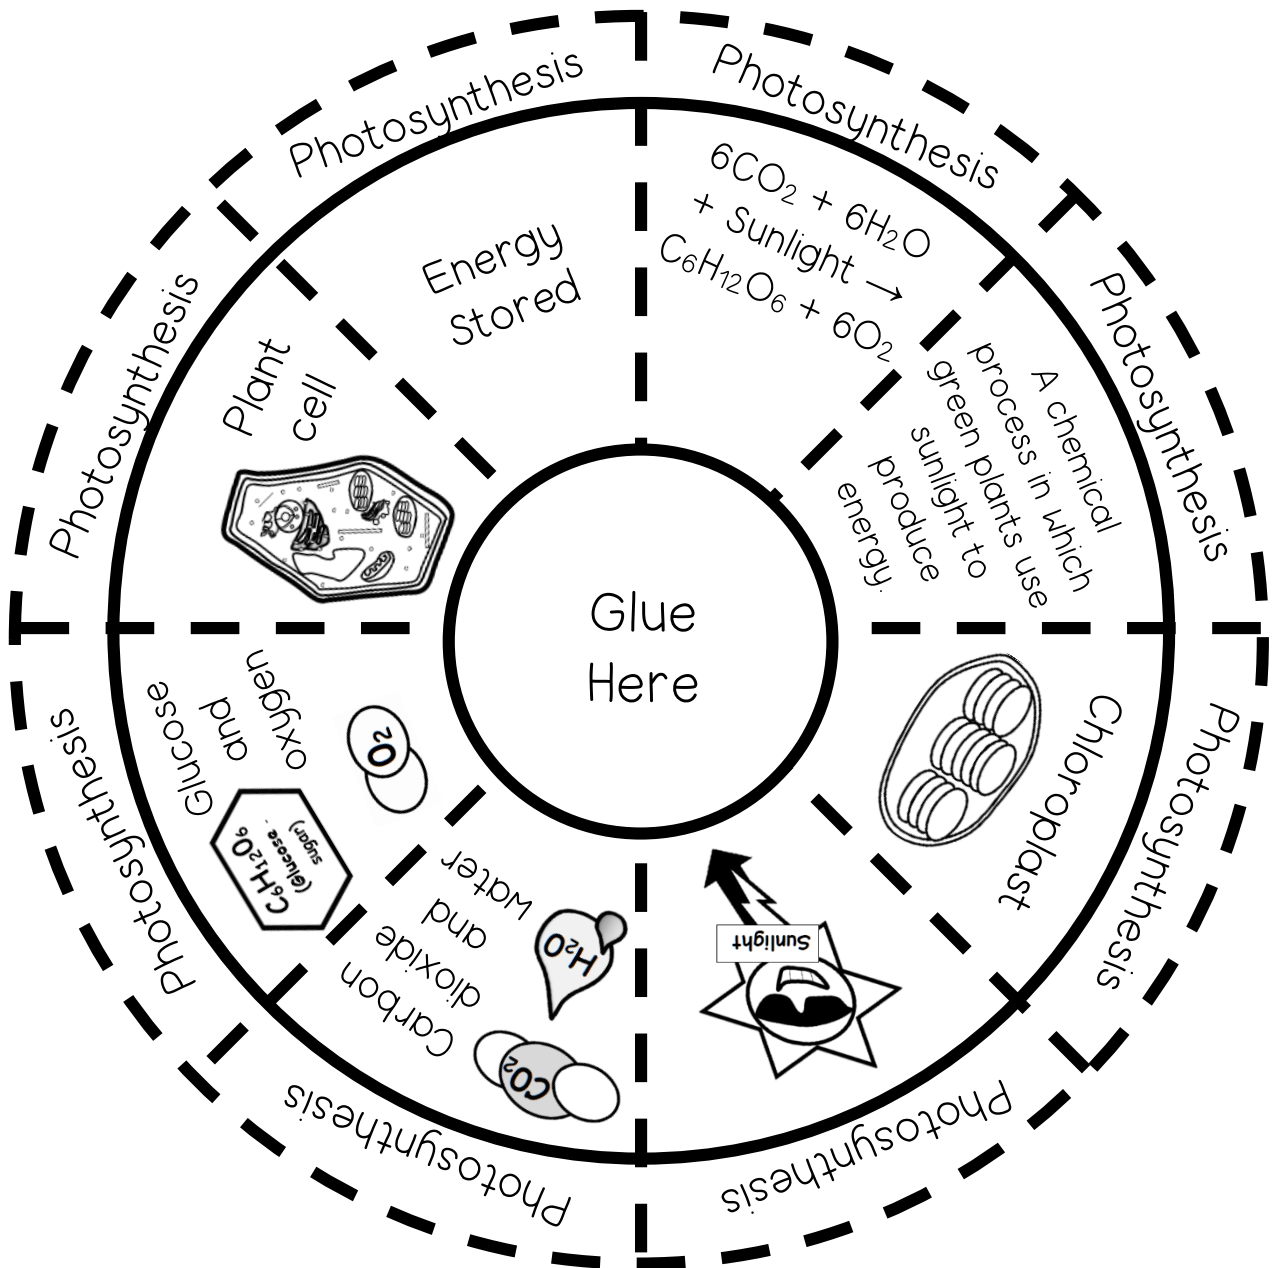 Photosynthesis
6CO₂ + 6H₂O
+ Sunlight →
C₆H₁₂O₆ + 6O₂
Photosynthesis
A chemical
process in which
green plants use
sunlight to
produce
energy.
Photosynthesis
Chloroplast
Photosynthesis
Sunlight
Photosynthesis
Carbon
dioxide
and
water
H₂O
CO₂
Photosynthesis
Glucose
and
oxygen
O₂
C₆H₁₂O₆
(Glucose-
sugar)
Photosynthesis
Plant
cell
Photosynthesis
Energy
Stored
Glue
Here